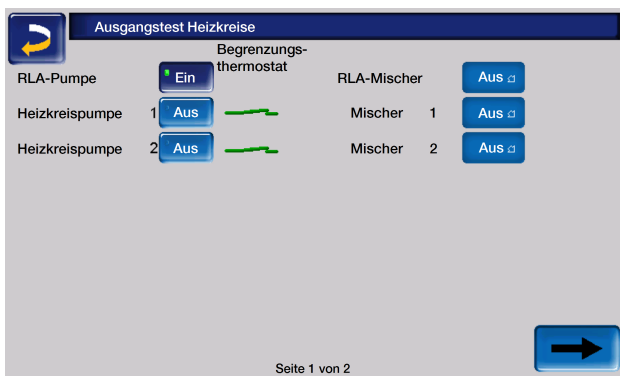 Ausgangstest Heizkreise
Begrenzungs-
thermostat
RLA-Pumpe Ein RLA-Mischer Aus
Heizkreispumpe 1 Aus Mischer 1 Aus
Heizkreispumpe 2 Aus Mischer 2 Aus
Seite 1 von 2